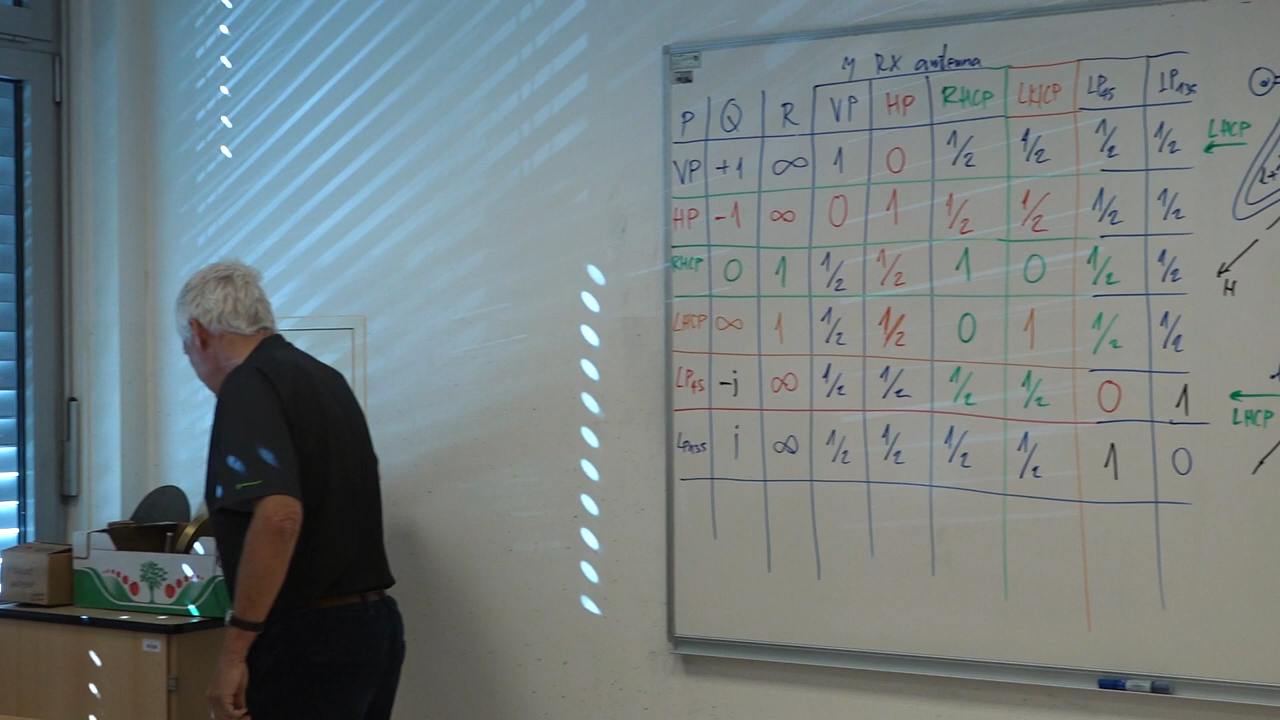 η RX antenna
P Q R VP HP RHCP LHCP LP45 LP135
VP +1 ∞ 1 0 1/2 1/2 1/2 1/2
HP -1 ∞ 0 1 1/2 1/2 1/2 1/2
RHCP 0 1 1/2 1/2 1 0 1/2 1/2
LHCP ∞ 1 1/2 1/2 0 1 1/2 1/2
LP45 -j ∞ 1/2 1/2 1/2 1/2 0 1
LP135 j ∞ 1/2 1/2 1/2 1/2 1 0
LHCP
H
LHCP